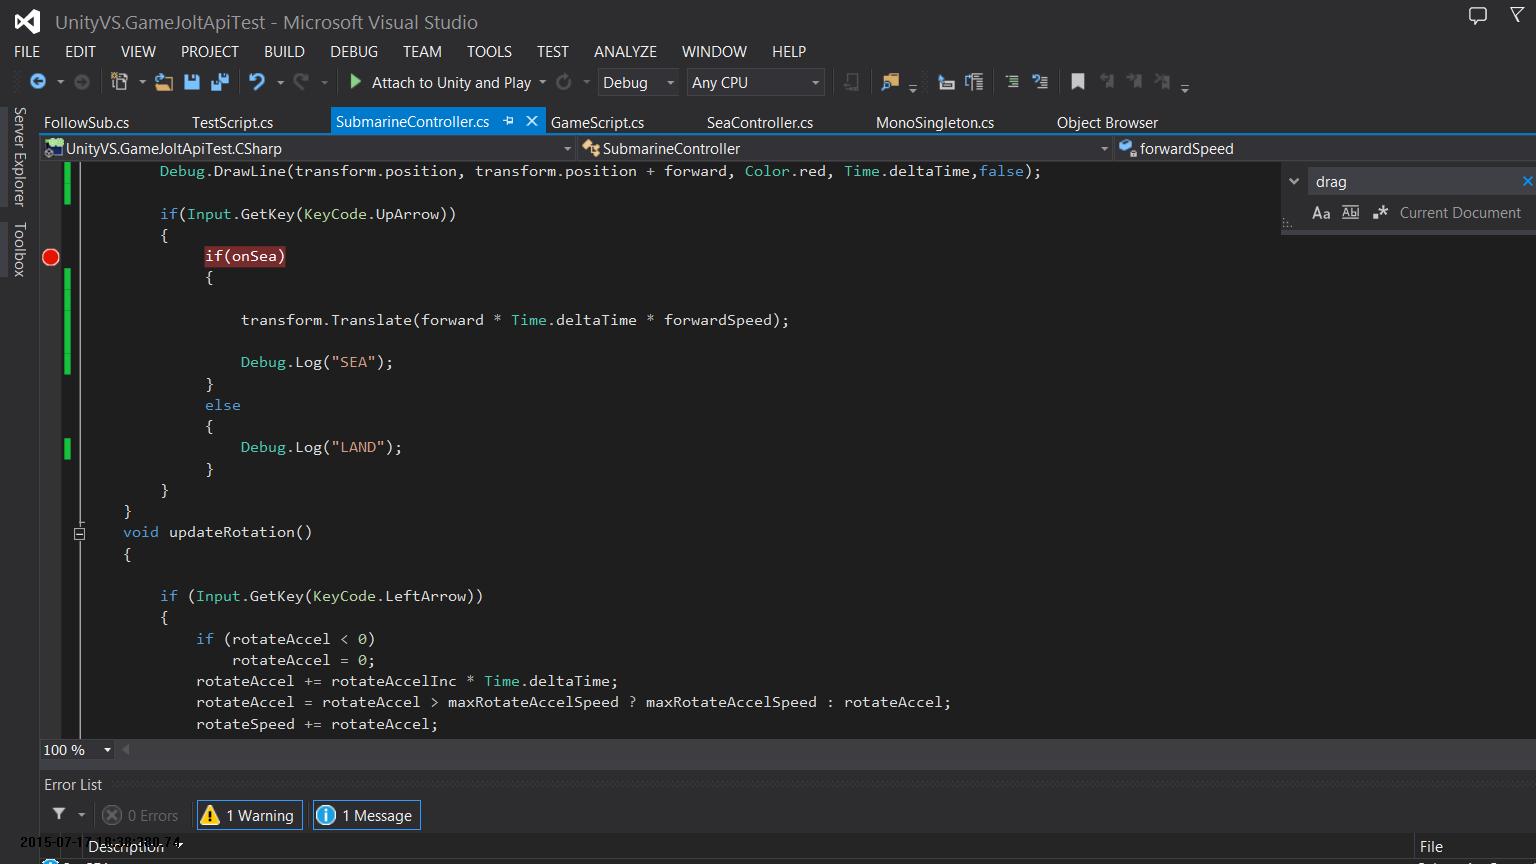 UnityVS.GameJoltApiTest - Microsoft Visual Studio
FILE EDIT VIEW PROJECT BUILD DEBUG TEAM TOOLS TEST ANALYZE WINDOW HELP
Attach to Unity and Play Debug Any CPU
Server Explorer
Toolbox
FollowSub.cs TestScript.cs SubmarineController.cs GameScript.cs SeaController.cs MonoSingleton.cs Object Browser
UnityVS.GameJoltApiTest.CSharp SubmarineController forwardSpeed
drag
Aa Abl .* Current Document
Debug.DrawLine(transform.position, transform.position + forward, Color.red, Time.deltaTime,false);
if(Input.GetKey(KeyCode.UpArrow))
{
if(onSea)
{
transform.Translate(forward * Time.deltaTime * forwardSpeed);
Debug.Log("SEA");
}
else
{
Debug.Log("LAND");
}
}
}
void updateRotation()
{
if (Input.GetKey(KeyCode.LeftArrow))
{
if (rotateAccel < 0)
rotateAccel = 0;
rotateAccel += rotateAccelInc * Time.deltaTime;
rotateAccel = rotateAccel > maxRotateAccelSpeed ? maxRotateAccelSpeed : rotateAccel;
rotateSpeed += rotateAccel;
100 %
Error List
0 Errors 1 Warning 1 Message
Description File